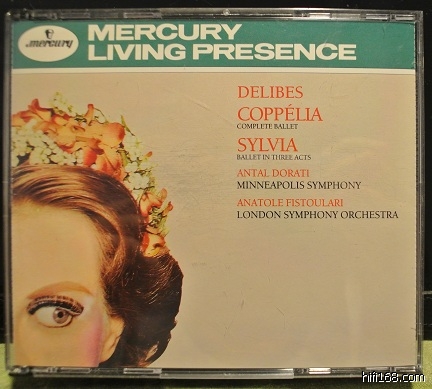 mercury
MERCURY
LIVING PRESENCE
DELIBES
COPPÉLIA
COMPLETE BALLET
SYLVIA
BALLET IN THREE ACTS
ANTAL DORATI
MINNEAPOLIS SYMPHONY
ANATOLE FISTOULARI
LONDON SYMPHONY ORCHESTRA
hifi168.com